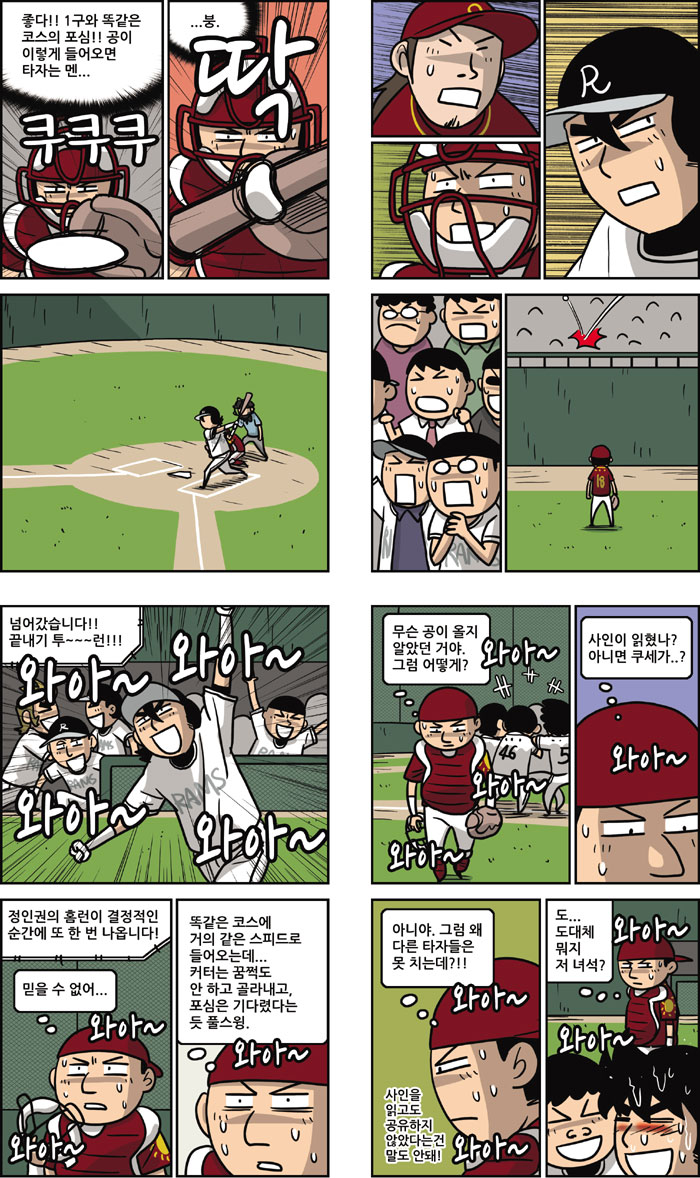 좋다!! 1구와 똑같은
코스의 포심!! 공이
이렇게 들어오면
타자는 멘...
쿠쿠쿠
...붕.
딱
R
18
RAMS
넘어갔습니다!!
끝내기 투~~~런!!!
와아~
와아~
R
RAMS
와아~
와아~
무슨 공이 올지
알았던 거야.
그럼 어떻게?
와아~
46
5
와아~
와아~
사인이 읽혔나?
아니면 쿠세가..?
와아~
정인권의 홈런이 결정적인
순간에 또 한 번 나옵니다!
믿을 수 없어...
와아~
와아~
똑같은 코스에
거의 같은 스피드로
들어오는데...
커터는 꿈쩍도
안 하고 골라내고,
포심은 기다렸다는
듯 풀스윙.
와아~
아니야. 그럼 왜
다른 타자들은
못 치는데?!!
와아~
사인을
읽고도
공유하지
않았다는건
말도 안돼!
와아~
도...
도대체
뭐지
저 녀석?
와아~
와아~